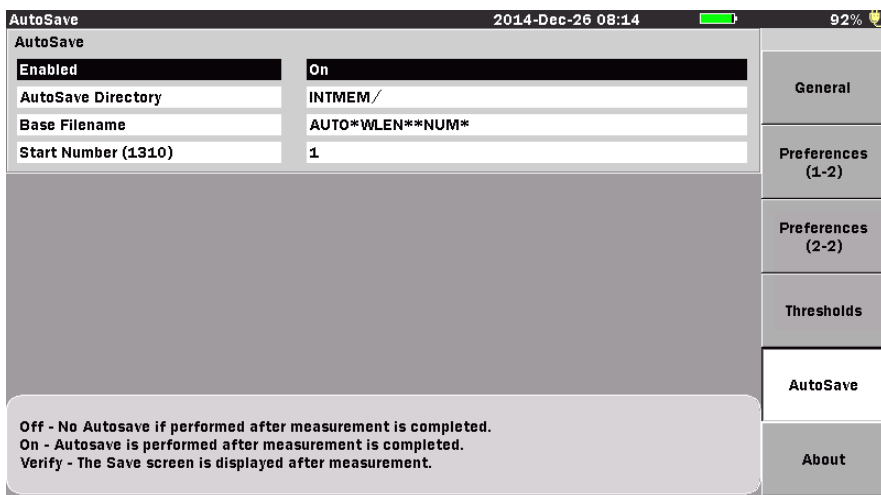 AutoSave 2014-Dec-26 08:14 92%
AutoSave
Enabled On
AutoSave Directory INTMEM/
Base Filename AUTO*WLEN**NUM*
Start Number (1310) 1
General
Preferences
(1-2)
Preferences
(2-2)
Thresholds
AutoSave
About
Off - No Autosave if performed after measurement is completed.
On - Autosave is performed after measurement is completed.
Verify - The Save screen is displayed after measurement.